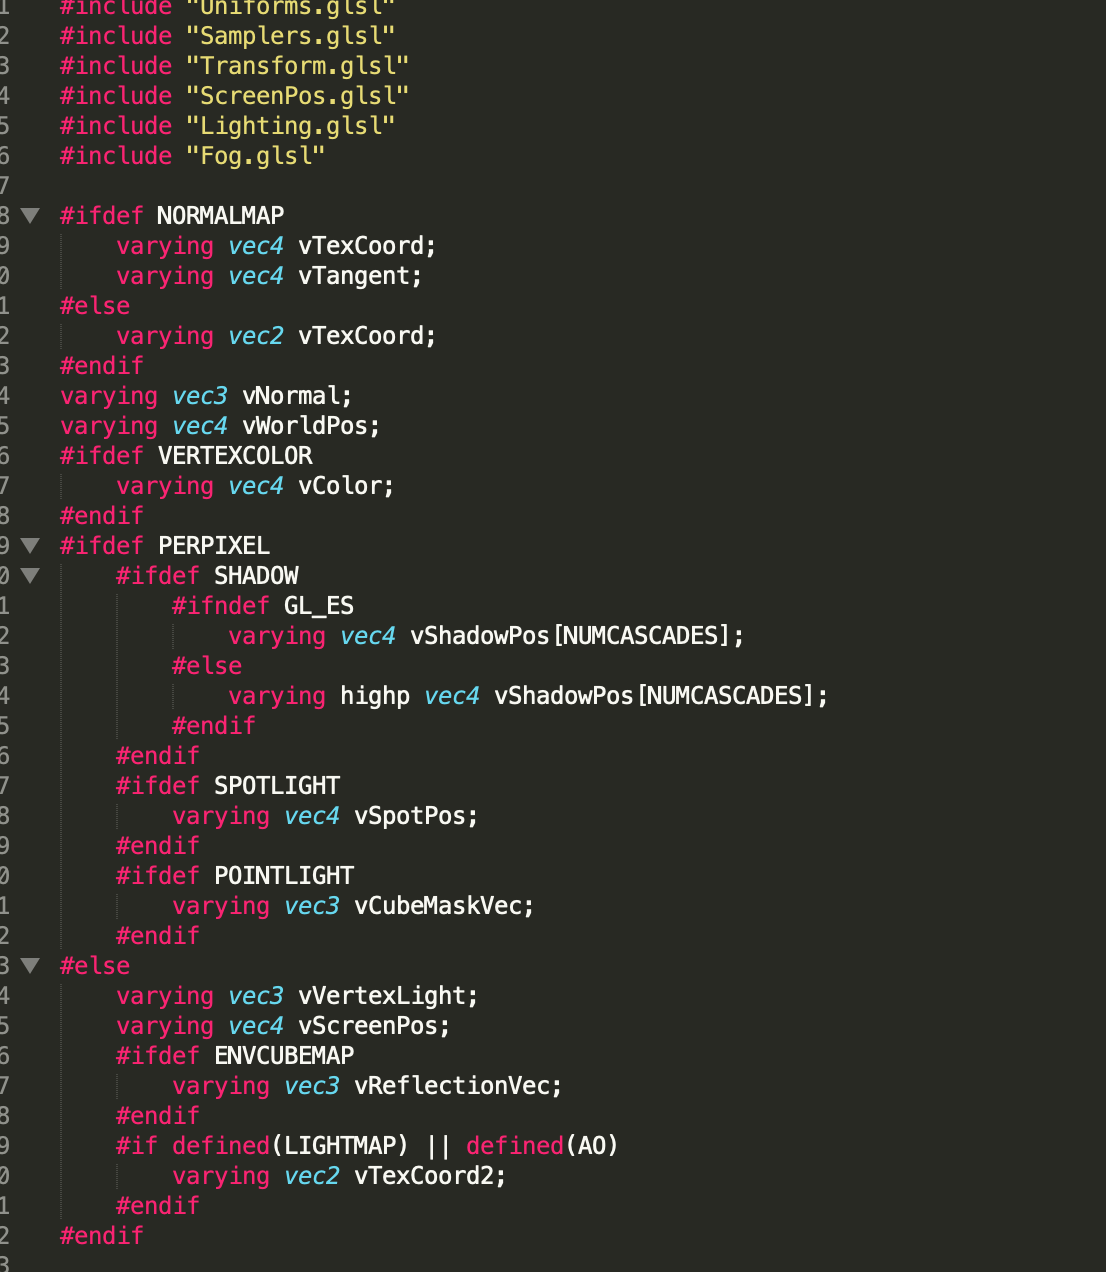 1 #include "Uniforms.glsl"
2 #include "Samplers.glsl"
3 #include "Transform.glsl"
4 #include "ScreenPos.glsl"
5 #include "Lighting.glsl"
6 #include "Fog.glsl"
7
8 #ifdef NORMALMAP
9 varying vec4 vTexCoord;
0 varying vec4 vTangent;
1 #else
2 varying vec2 vTexCoord;
3 #endif
4 varying vec3 vNormal;
5 varying vec4 vWorldPos;
6 #ifdef VERTEXCOLOR
7 varying vec4 vColor;
8 #endif
9 #ifdef PERPIXEL
0 #ifdef SHADOW
1 #ifndef GL_ES
2 varying vec4 vShadowPos[NUMCASCADES];
3 #else
4 varying highp vec4 vShadowPos[NUMCASCADES];
5 #endif
6 #endif
7 #ifdef SPOTLIGHT
8 varying vec4 vSpotPos;
9 #endif
0 #ifdef POINTLIGHT
1 varying vec3 vCubeMaskVec;
2 #endif
3 #else
4 varying vec3 vVertexLight;
5 varying vec4 vScreenPos;
6 #ifdef ENVCUBEMAP
7 varying vec3 vReflectionVec;
8 #endif
9 #if defined(LIGHTMAP) || defined(AO)
0 varying vec2 vTexCoord2;
1 #endif
2 #endif
3